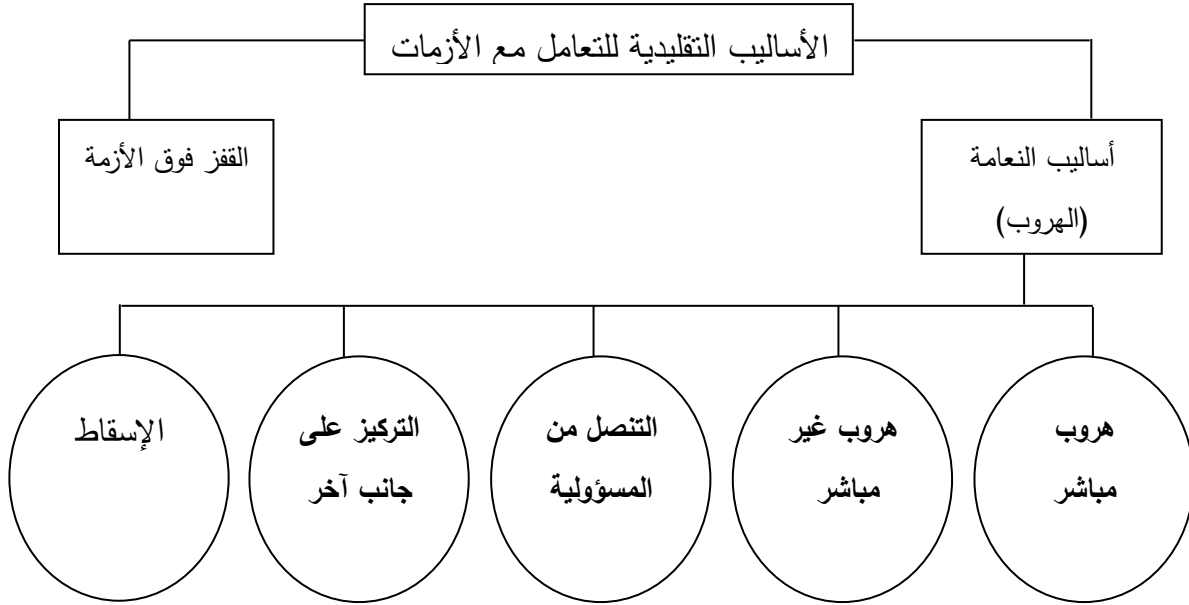 الأساليب التقليدية للتعامل مع الأزمات
أساليب النعامة
(الهروب)
القفز فوق الأزمة
هروب
مباشر
هروب غير
مباشر
التنصل من
المسؤولية
التركيز على
جانب آخر
الإسقاط